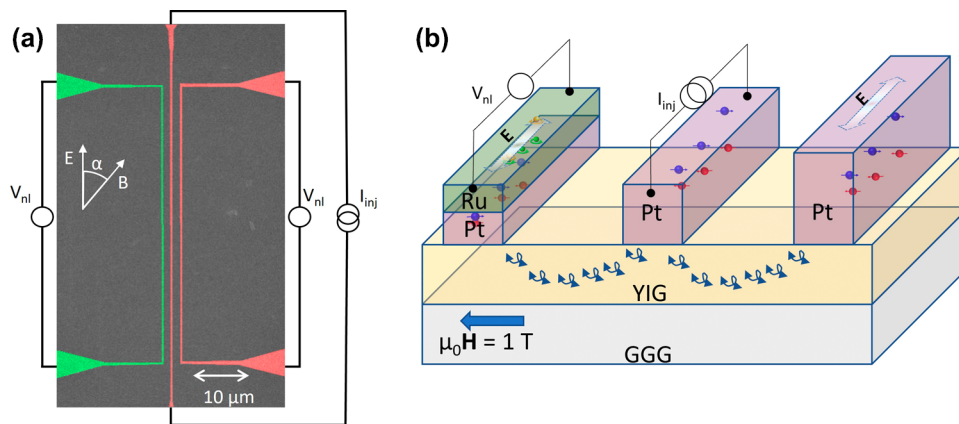 (a)
E
α
B
V_nl
V_nl
I_inj
10 μm
(b)
V_nl
I_inj
E
E
Ru
Pt
Pt
Pt
YIG
μ₀H = 1 T
GGG